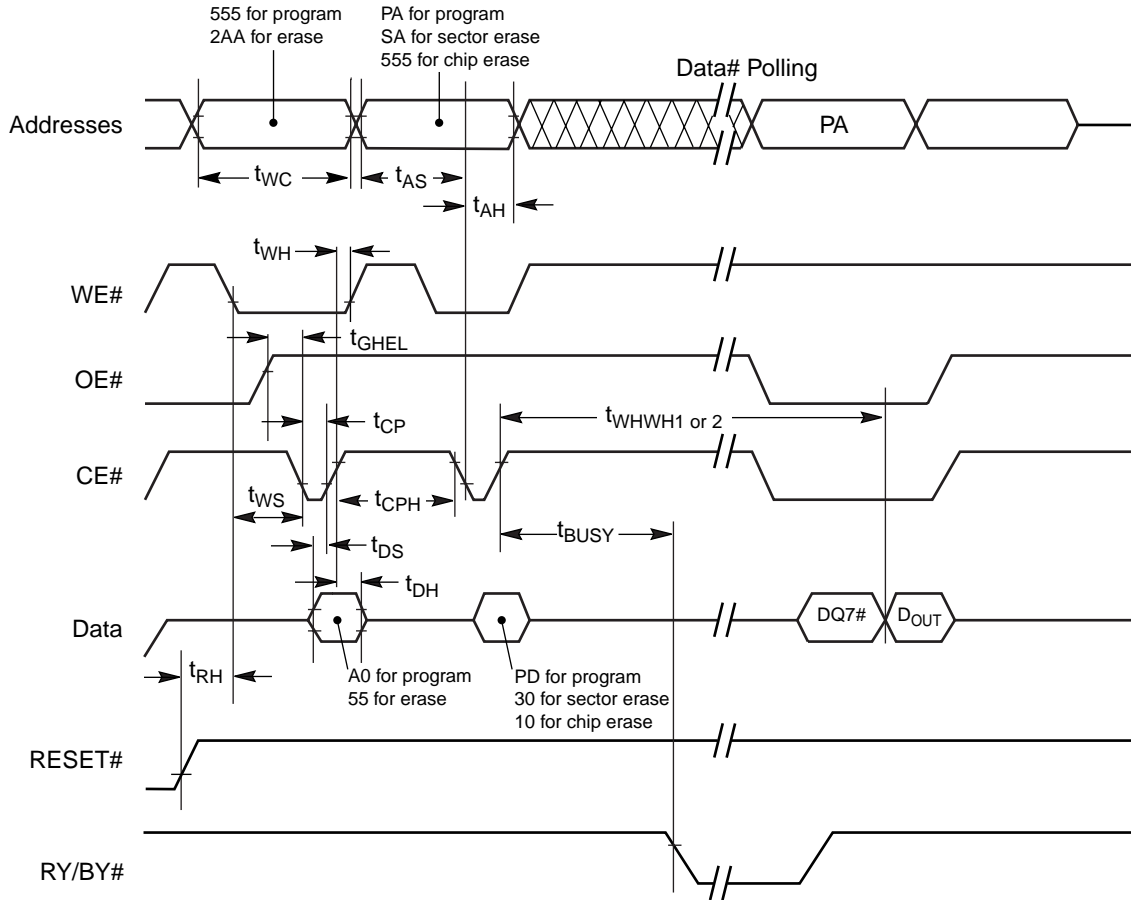 555 for program
2AA for erase
PA for program
SA for sector erase
555 for chip erase
Data# Polling
Addresses
PA
tWC
tAS
tAH
tWH
WE#
tGHEL
OE#
tCP
tWHWH1 or 2
CE#
tWS
tCPH
tBUSY
tDS
tDH
Data
DQ7#
DOUT
tRH
A0 for program
55 for erase
PD for program
30 for sector erase
10 for chip erase
RESET#
RY/BY#